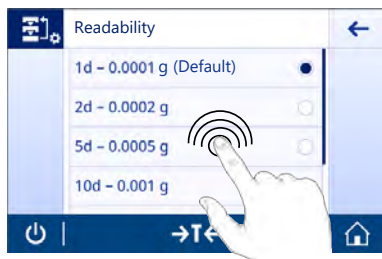 Readability
1d – 0.0001 g (Default)
2d – 0.0002 g
5d – 0.0005 g
10d – 0.001 g
→T←